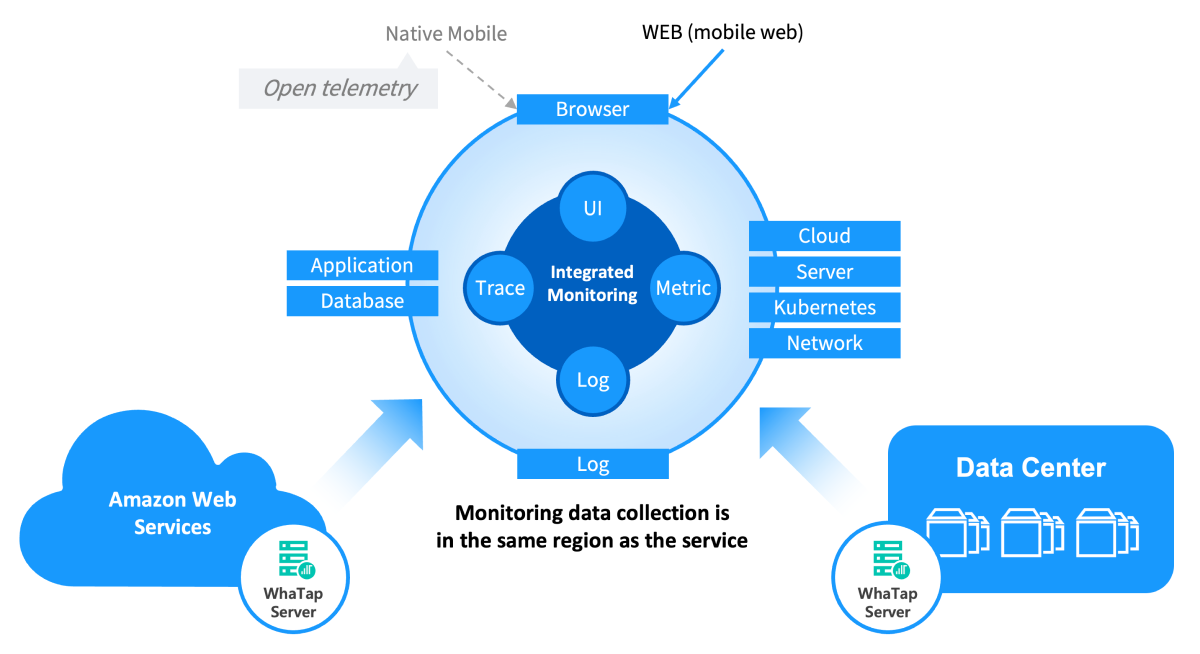 Native Mobile
WEB (mobile web)
Open telemetry
Browser
UI
Application
Database
Trace
Integrated
Monitoring
Metric
Cloud
Server
Kubernetes
Network
Log
Log
Amazon Web
Services
WhaTap
Server
Monitoring data collection is
in the same region as the service
Data Center
WhaTap
Server